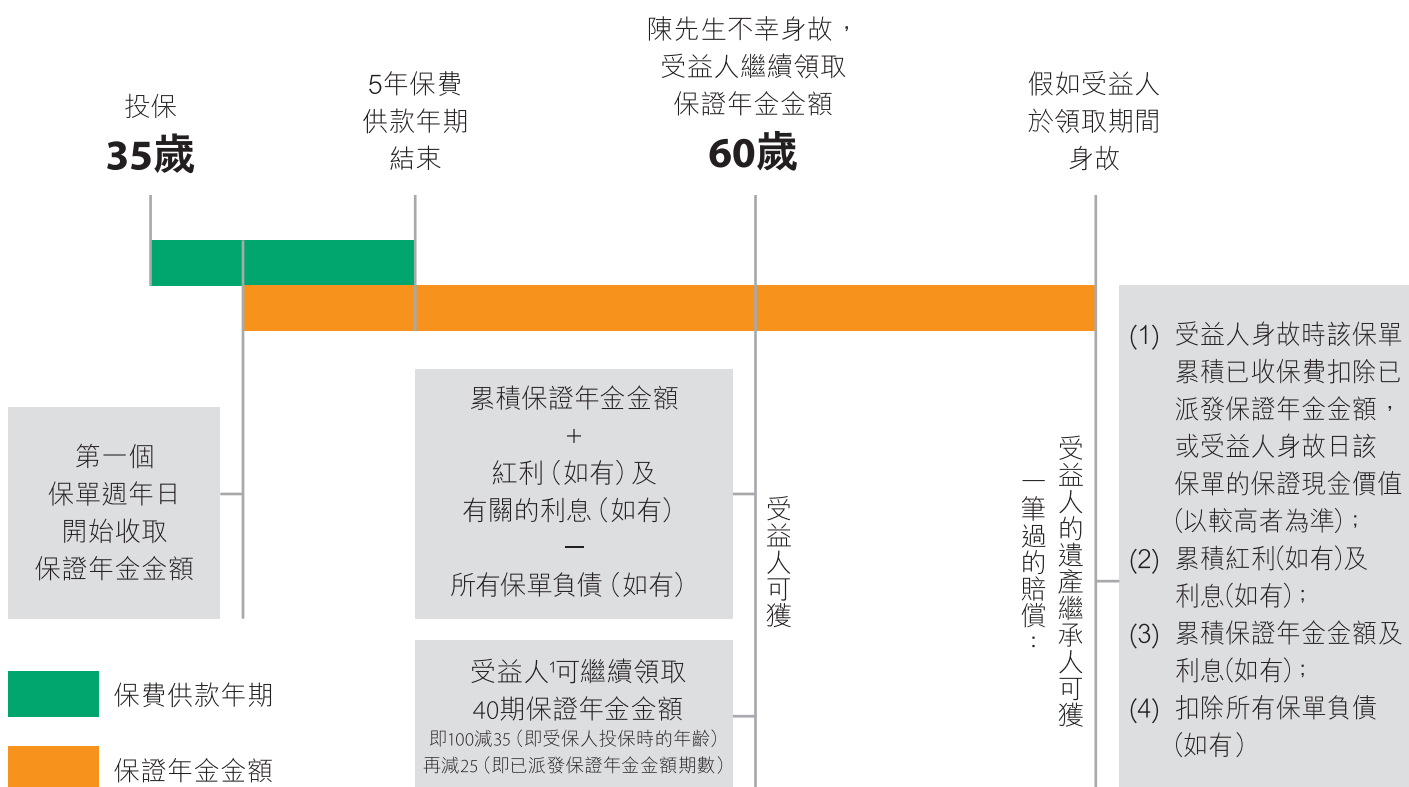 投保
35歲
5年保費
供款年期
結束
陳先生不幸身故，
受益人繼續領取
保證年金金額
60歲
假如受益人
於領取期間
身故
第一個
保單週年日
開始收取
保證年金金額
累積保證年金金額
+
紅利（如有）及
有關的利息（如有）
−
所有保單負債（如有）
受益人可獲
受益人¹可繼續領取
40期保證年金金額
即100減35（即受保人投保時的年齡）
再減25（即已派發保證年金金額期數）
受益人的遺產繼承人可獲
一筆過的賠償：
(1) 受益人身故時該保單
累積已收保費扣除已
派發保證年金金額，
或受益人身故日該
保單的保證現金價值
(以較高者為準)；
(2) 累積紅利(如有)及
利息(如有)；
(3) 累積保證年金金額及
利息(如有)；
(4) 扣除所有保單負債
(如有)
保費供款年期
保證年金金額